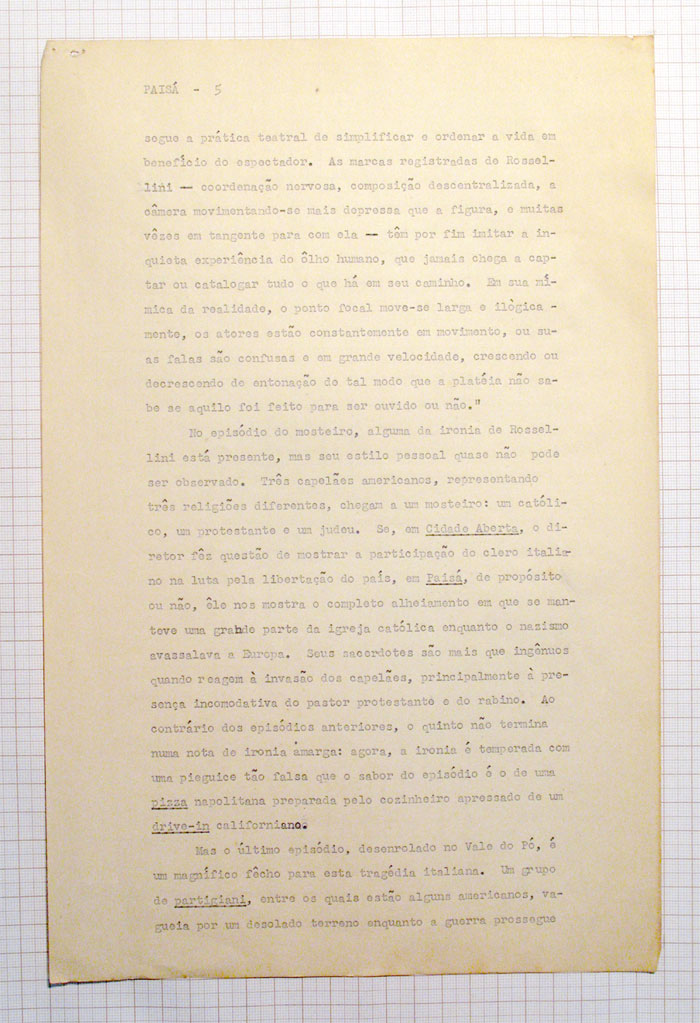 PAISÁ - 5
segue a prática teatral de simplificar e ordenar a vida em
benefício do espectador. As marcas registradas de Rossel-
lini — coordenação nervosa, composição descentralizada, a
câmera movimentando-se mais depressa que a figura, e muitas
vêzes em tangente para com ela — têm por fim imitar a in-
quieta experiência do ôlho humano, que jamais chega a cap-
tar ou catalogar tudo o que há em seu caminho. Em sua mí-
mica da realidade, o ponto focal move-se larga e ilògica -
mente, os atores estão constantemente em movimento, ou su-
as falas são confusas e em grande velocidade, crescendo ou
decrescendo de entonação de tal modo que a platéia não sa-
be se aquilo foi feito para ser ouvido ou não."
No episódio do mosteiro, alguma da ironia de Rossel-
lini está presente, mas seu estilo pessoal quase não pode
ser observado. Três capelães americanos, representando
três religiões diferentes, chegam a um mosteiro: um católi-
co, um protestante e um judeu. Se, em Cidade Aberta, o di-
retor fêz questão de mostrar a participação do clero italia-
no na luta pela libertação do país, em Paisá, de propósito
ou não, êle nos mostra o completo alheiamento em que se man-
teve uma grande parte da igreja católica enquanto o nazismo
avassalava a Europa. Seus sacerdotes são mais que ingênuos
quando reagem à invasão dos capelães, principalmente à pre-
sença incomodativa do pastor protestante e do rabino. Ao
contrário dos episódios anteriores, o quinto não termina
numa nota de ironia amarga: agora, a ironia é temperada com
uma pieguice tão falsa que o sabor do episódio é o de uma
pizza napolitana preparada pelo cozinheiro apressado de um
drive-in californiano.
Mas o último episódio, desenrolado no Vale do Pó, é
um magnífico fêcho para esta tragédia italiana. Um grupo
de partigiani, entre os quais estão alguns americanos, va-
gueia por um desolado terreno enquanto a guerra prossegue